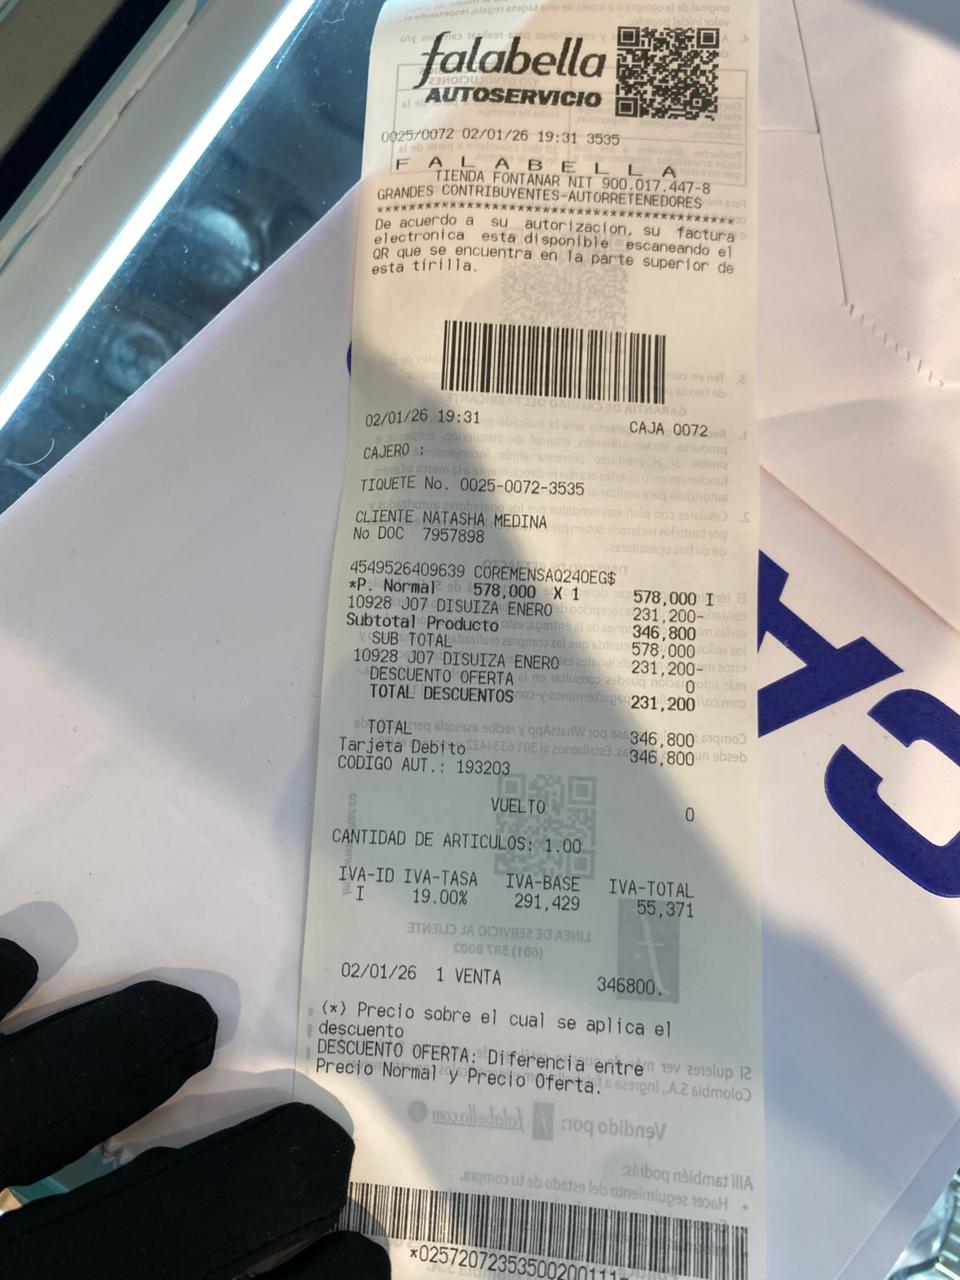 falabella
AUTOSERVICIO
0025/0072 02/01/26 19:31 3535
F A L A B E L L A
TIENDA FONTANAR NIT 900.017.447-8
GRANDES CONTRIBUYENTES-AUTORRETENEDORES
****************************************************
De acuerdo a su autorizacion, su factura
electronica esta disponible escaneando el
QR que se encuentra en la parte superior de
esta tirilla.
02/01/26 19:31 CAJA 0072
CAJERO :
TIQUETE No. 0025-0072-3535
CLIENTE NATASHA MEDINA
No DOC 7957898
4549526409639 COREMENSAQ240EG$
*P. Normal 578,000 X 1 578,000 I
10928 J07 DISUIZA ENERO 231,200-
Subtotal Producto 346,800
SUB TOTAL 578,000
10928 J07 DISUIZA ENERO 231,200-
DESCUENTO OFERTA 0
TOTAL DESCUENTOS 231,200
TOTAL 346,800
Tarjeta Debito 346,800
CODIGO AUT.: 193203
VUELTO 0
CANTIDAD DE ARTICULOS: 1.00
IVA-ID IVA-TASA IVA-BASE IVA-TOTAL
I 19.00% 291,429 55,371
02/01/26 1 VENTA 346800.
(*) Precio sobre el cual se aplica el
descuento
DESCUENTO OFERTA: Diferencia entre
Precio Normal y Precio Oferta.
CA